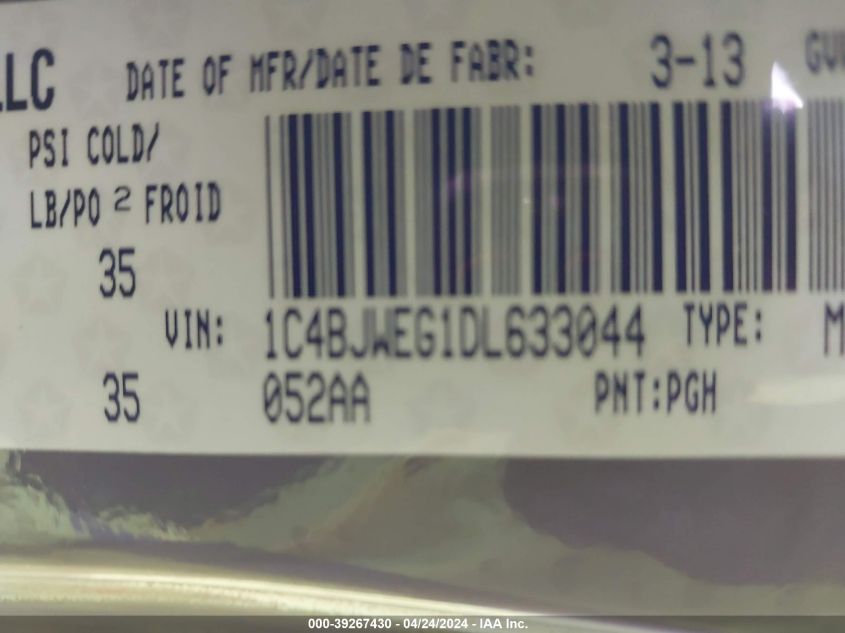 LLC DATE OF MFR/DATE DE FABR: 3-13
PSI COLD/
LB/PO 2 FROID
35
VIN: 1C4BJWEG1DL633044 TYPE:
35 052AA PNT:PGH
000-39267430 - 04/24/2024 - IAA Inc.